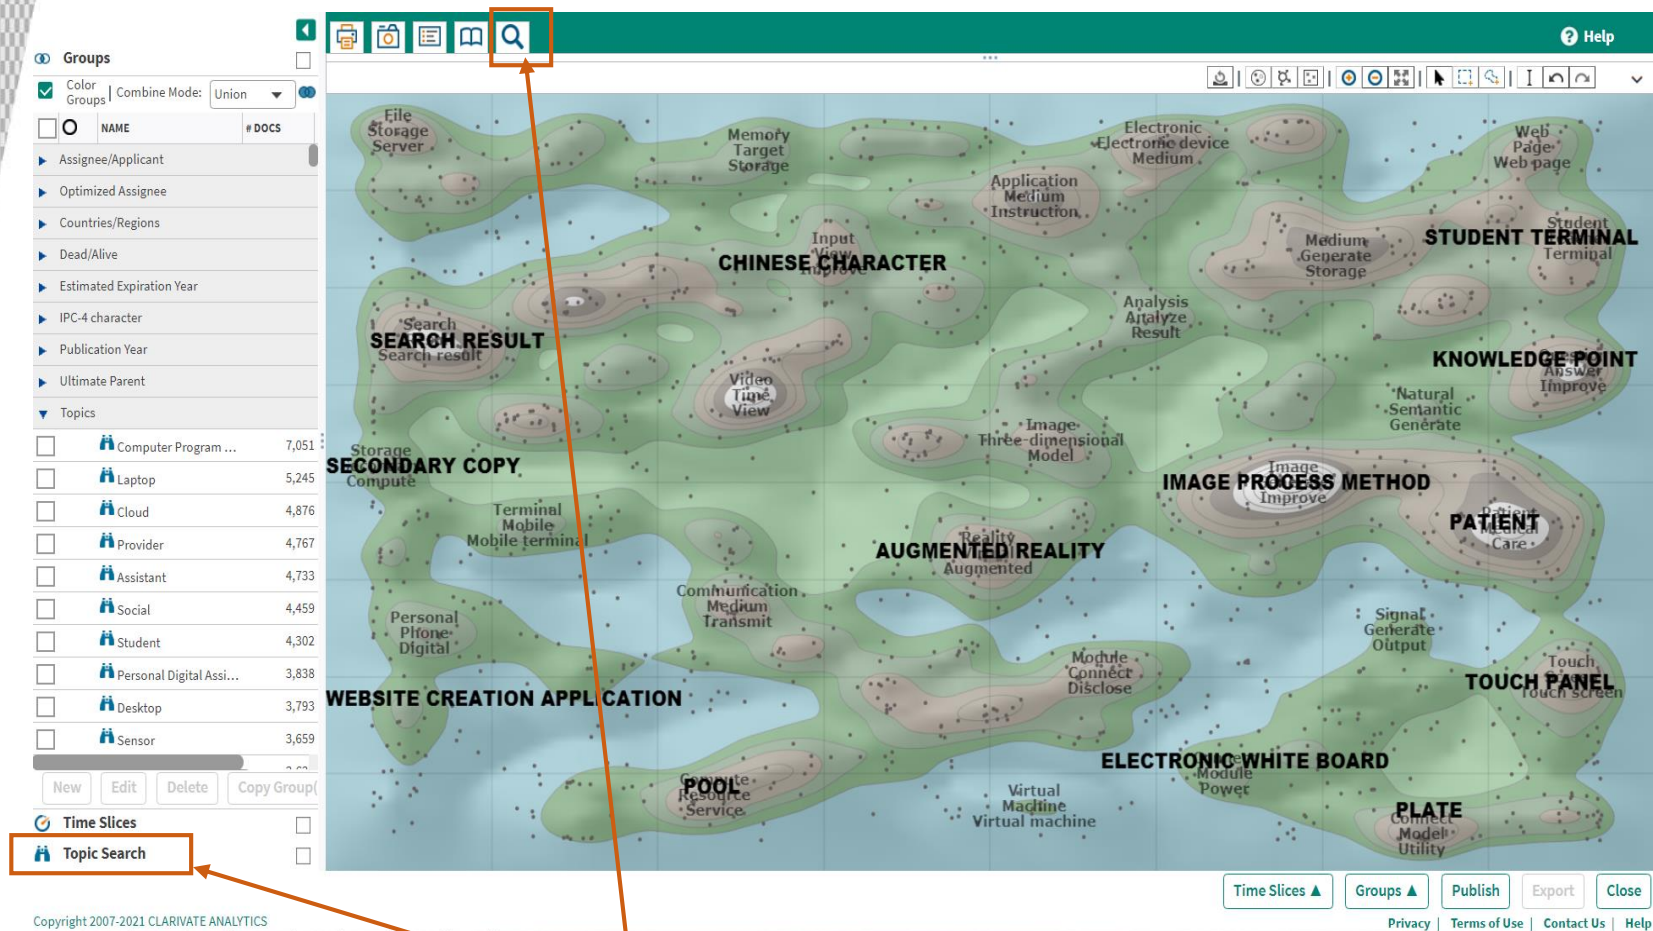 Help
Groups
Color
Groups
Combine Mode:
Union
NAME
# DOCS
Assignee/Applicant
Optimized Assignee
Countries/Regions
Dead/Alive
Estimated Expiration Year
IPC-4 character
Publication Year
Ultimate Parent
Topics
Computer Program ... 7,051
Laptop 5,245
Cloud 4,876
Provider 4,767
Assistant 4,733
Social 4,459
Student 4,302
Personal Digital Assi... 3,838
Desktop 3,793
Sensor 3,659
New Edit Delete Copy Group(
Time Slices
Topic Search
File
Storage
Server
Memory
Target
Storage
Electronic
Electronic device
Medium
Web
Page
Web page
Application
Medium
Instruction
Input
View
Improve
CHINESE CHARACTER
Medium
Generate
Storage
Student
STUDENT TERMINAL
Terminal
Search
SEARCH RESULT
Search result
Analysis
Analyze
Result
KNOWLEDGE POINT
Answer
Improve
Video
Time
View
Natural
Semantic
Generate
Image
Three-dimensional
Model
Storage
SECONDARY COPY
Compute
Image
IMAGE PROCESS METHOD
Improve
Terminal
Mobile
Mobile terminal
Patient
PATIENT
Medical
Care
Reality
AUGMENTED REALITY
Augmented
Communication
Medium
Transmit
Personal
Phone
Digital
Signal
Generate
Output
Module
Connect
Disclose
Touch
TOUCH PANEL
Touch screen
WEBSITE CREATION APPLICATION
ELECTRONIC WHITE BOARD
Module
Power
Compute
POOL
Resource
Service
Virtual
Machine
Virtual machine
PLATE
Connect
Model
Utility
Time Slices ▲ Groups ▲ Publish Export Close
Copyright 2007-2021 CLARIVATE ANALYTICS
Privacy | Terms of Use | Contact Us | Help